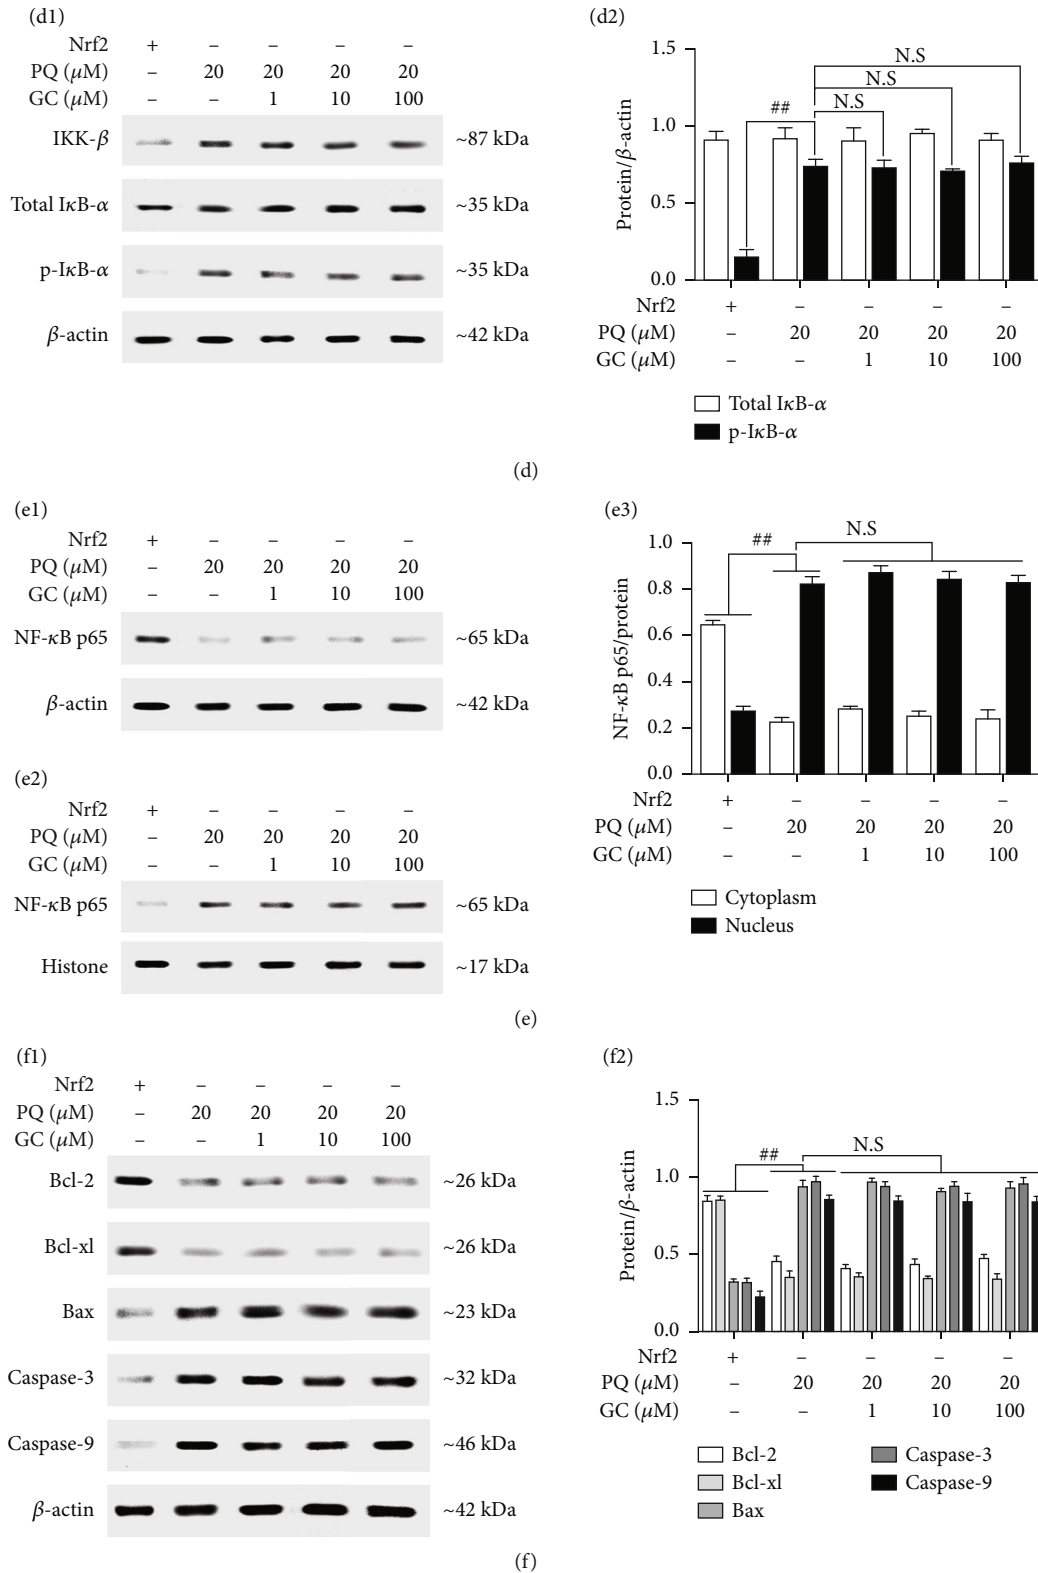 (d1)
Nrf2 + – – – –
PQ (μM) – 20 20 20 20
GC (μM) – – 1 10 100
IKK-β ~87 kDa
Total IκB-α ~35 kDa
p-IκB-α ~35 kDa
β-actin ~42 kDa
(d2)
1.5
1.0
0.5
0.0
Protein/β-actin
##
N.S
N.S
N.S
Nrf2 + – – – –
PQ (μM) – 20 20 20 20
GC (μM) – – 1 10 100
Total IκB-α
p-IκB-α
(d)
(e1)
Nrf2 + – – – –
PQ (μM) – 20 20 20 20
GC (μM) – – 1 10 100
NF-κB p65 ~65 kDa
β-actin ~42 kDa
(e2)
Nrf2 + – – – –
PQ (μM) – 20 20 20 20
GC (μM) – – 1 10 100
NF-κB p65 ~65 kDa
Histone ~17 kDa
(e3)
1.0
0.8
0.6
0.4
0.2
0.0
NF-κB p65/protein
##
N.S
Nrf2 + – – – –
PQ (μM) – 20 20 20 20
GC (μM) – – 1 10 100
Cytoplasm
Nucleus
(e)
(f1)
Nrf2 + – – – –
PQ (μM) – 20 20 20 20
GC (μM) – – 1 10 100
Bcl-2 ~26 kDa
Bcl-xl ~26 kDa
Bax ~23 kDa
Caspase-3 ~32 kDa
Caspase-9 ~46 kDa
β-actin ~42 kDa
(f2)
1.5
1.0
0.5
0.0
Protein/β-actin
##
N.S
Nrf2 + – – – –
PQ (μM) – 20 20 20 20
GC (μM) – – 1 10 100
Bcl-2 Caspase-3
Bcl-xl Caspase-9
Bax
(f)